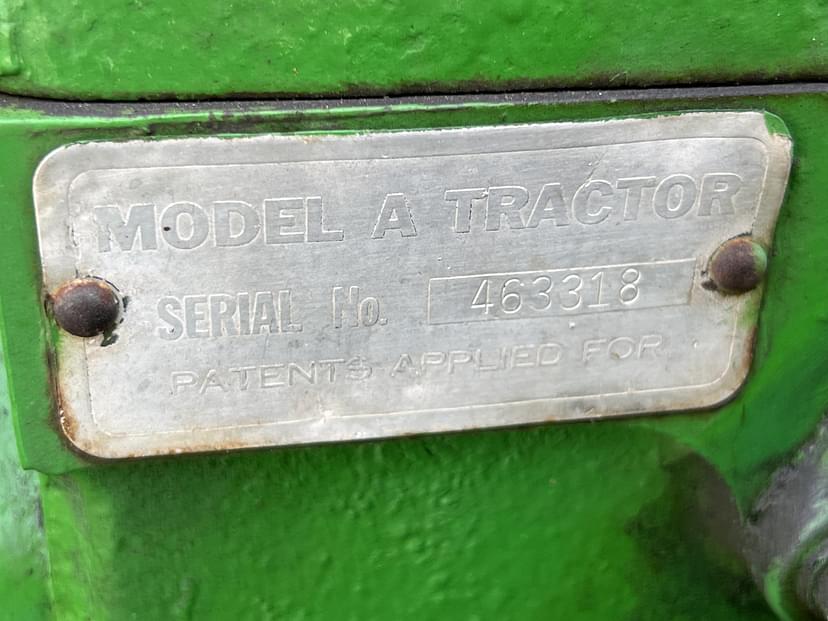 MODEL A TRACTOR
SERIAL No. 463318
PATENTS APPLIED FOR